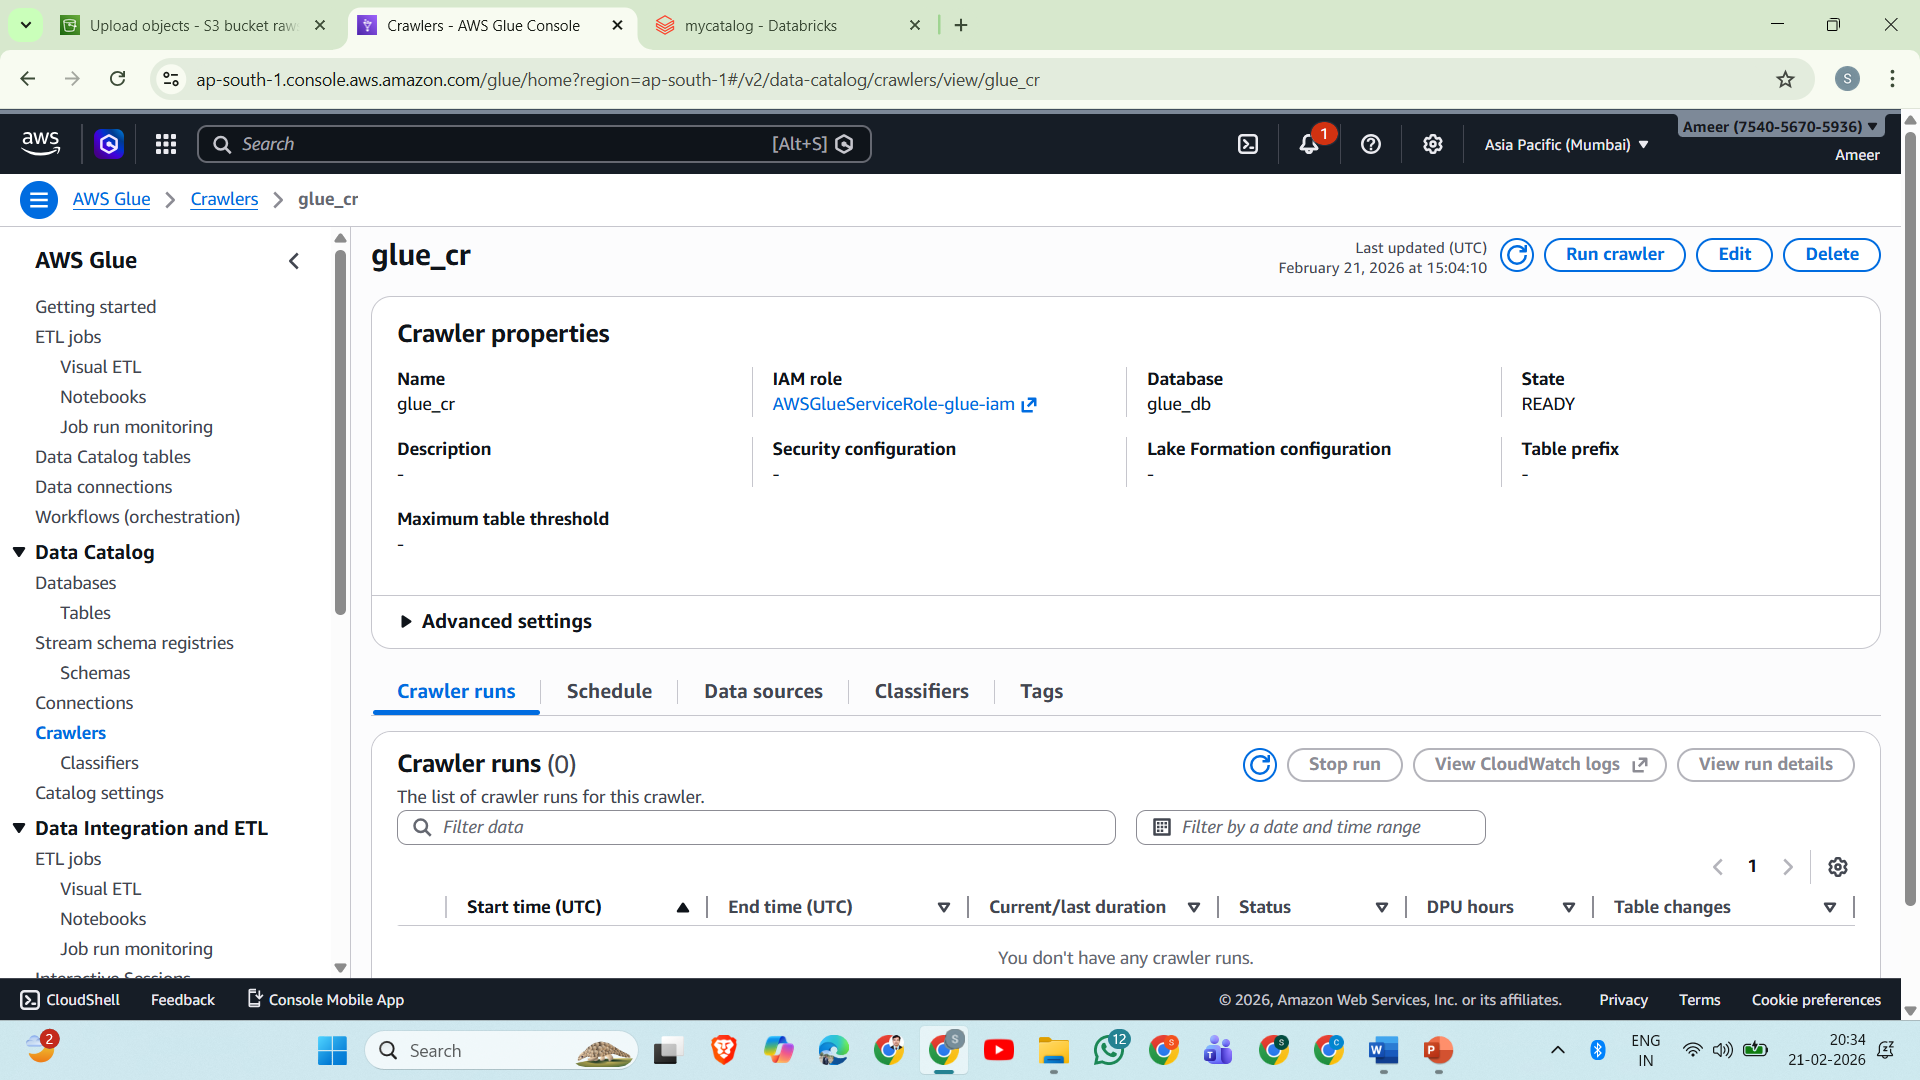 Upload objects - S3 bucket raw
Crawlers - AWS Glue Console
mycatalog - Databricks
ap-south-1.console.aws.amazon.com/glue/home?region=ap-south-1#/v2/data-catalog/crawlers/view/glue_cr
S
aws
Search
[Alt+S]
1
Asia Pacific (Mumbai)
Ameer (7540-5670-5936)
Ameer
AWS Glue
Crawlers
glue_cr
AWS Glue
Getting started
ETL jobs
Visual ETL
Notebooks
Job run monitoring
Data Catalog tables
Data connections
Workflows (orchestration)
Data Catalog
Databases
Tables
Stream schema registries
Schemas
Connections
Crawlers
Classifiers
Catalog settings
Data Integration and ETL
ETL jobs
Visual ETL
Notebooks
Job run monitoring
Interactive Sessions
glue_cr
Last updated (UTC)
February 21, 2026 at 15:04:10
Run crawler
Edit
Delete
Crawler properties
Name
glue_cr
IAM role
AWSGlueServiceRole-glue-iam
Database
glue_db
State
READY
Description
-
Security configuration
-
Lake Formation configuration
-
Table prefix
-
Maximum table threshold
-
Advanced settings
Crawler runs
Schedule
Data sources
Classifiers
Tags
Crawler runs (0)
Stop run
View CloudWatch logs
View run details
The list of crawler runs for this crawler.
Filter data
Filter by a date and time range
1
Start time (UTC)
End time (UTC)
Current/last duration
Status
DPU hours
Table changes
You don't have any crawler runs.
CloudShell
Feedback
Console Mobile App
© 2026, Amazon Web Services, Inc. or its affiliates.
Privacy
Terms
Cookie preferences
2
Search
S
12
S
T
S
C
W
P
ENG
IN
20:34
21-02-2026